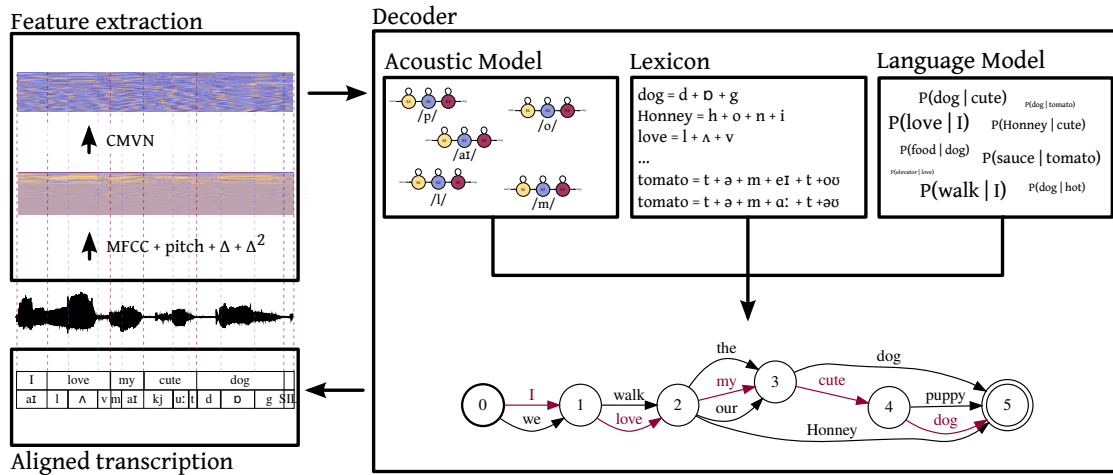 Feature extraction
CMVN
MFCC + pitch + Δ + Δ²
I love my cute dog
aɪ l ʌ v m aɪ kj uː t d ɒ g SIL
Aligned transcription
Decoder
Acoustic Model
/p/
/o/
/aɪ/
/l/
/m/
Lexicon
dog = d + ɒ + g
Honney = h + o + n + i
love = l + ʌ + v
...
tomato = t + ə + m + eɪ + t +oʊ
tomato = t + ə + m + ɑː + t +əʊ
Language Model
P(dog | cute)
P(dog | tomato)
P(love | I)
P(Honney | cute)
P(food | dog)
P(sauce | tomato)
P(elevator | love)
P(walk | I)
P(dog | hot)
0 I we 1 walk love 2 the my our 3 dog cute 4 puppy dog Honney 5